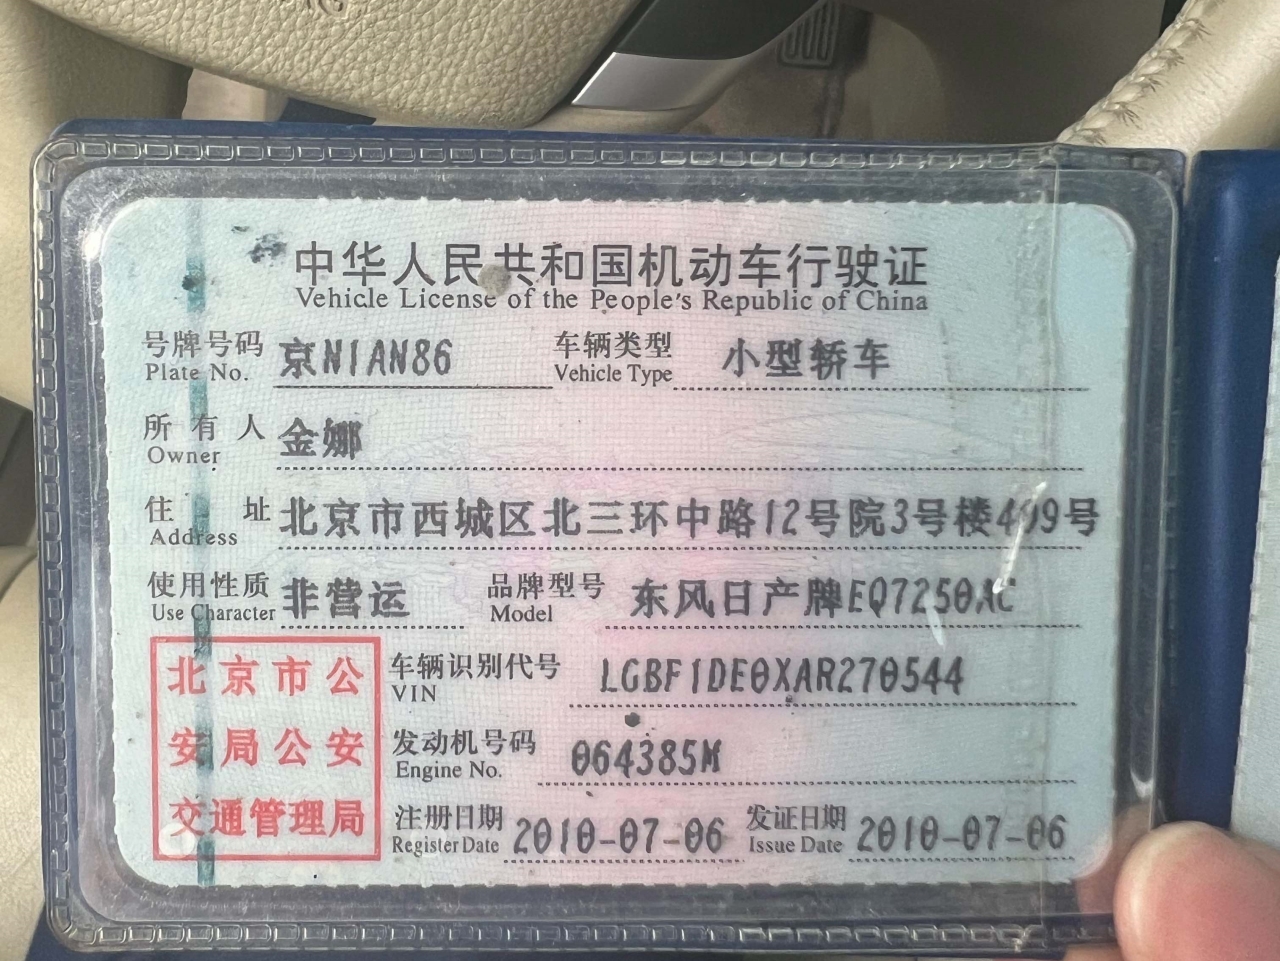 中华人民共和国机动车行驶证
Vehicle License of the People's Republic of China
号牌号码 京N1AN86 车辆类型 小型轿车
Plate No. Vehicle Type
所有人 金娜
Owner
住址 北京市西城区北三环中路12号院3号楼409号
Address
使用性质 非营运 品牌型号 东风日产牌EQ7250AC
Use Character Model
北京市公
安局公安
交通管理局
车辆识别代号 LGBF1DE0XAR270544
VIN
发动机号码 064385M
Engine No.
注册日期 2010-07-06 发证日期 2010-07-06
Register Date Issue Date